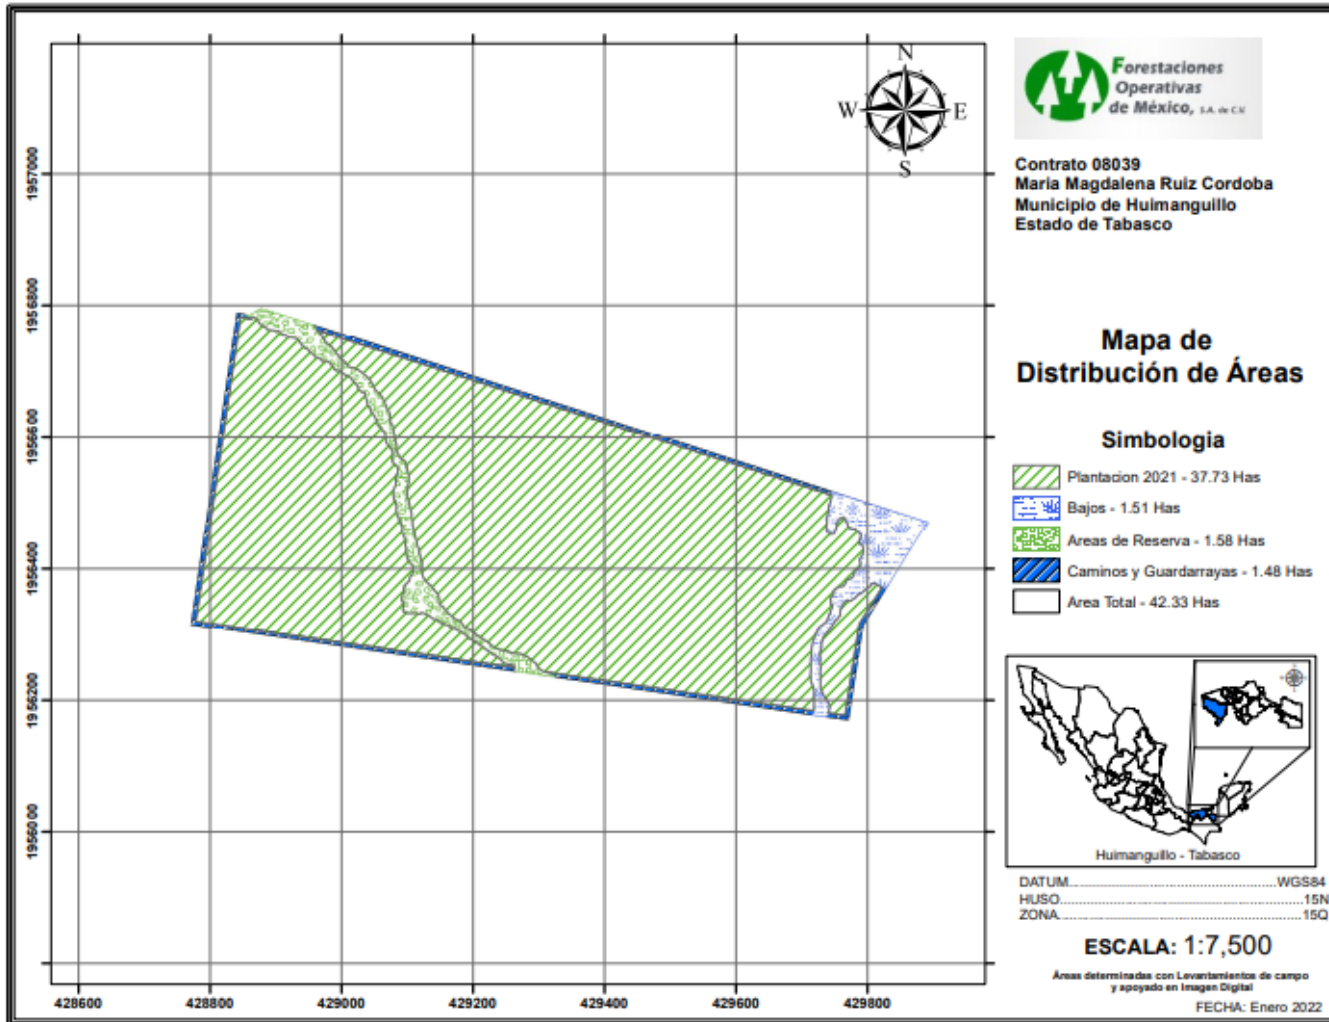 N
W
E
S
1957000
1956800
1956600
1956400
1956200
1956000
428600
428800
429000
429200
429400
429600
429800
Forestaciones
Operativas
de México, S.A. de C.V.
Contrato 08039
Maria Magdalena Ruiz Cordoba
Municipio de Huimanguillo
Estado de Tabasco
Mapa de
Distribución de Áreas
Simbologia
Plantacion 2021 - 37.73 Has
Bajos - 1.51 Has
Areas de Reserva - 1.58 Has
Caminos y Guardarrayas - 1.48 Has
Area Total - 42.33 Has
Huimanguillo - Tabasco
DATUM WGS84
HUSO 15N
ZONA 15Q
ESCALA: 1:7,500
Áreas determinadas con Levantamientos de campo
y apoyado en Imagen Digital
FECHA: Enero 2022